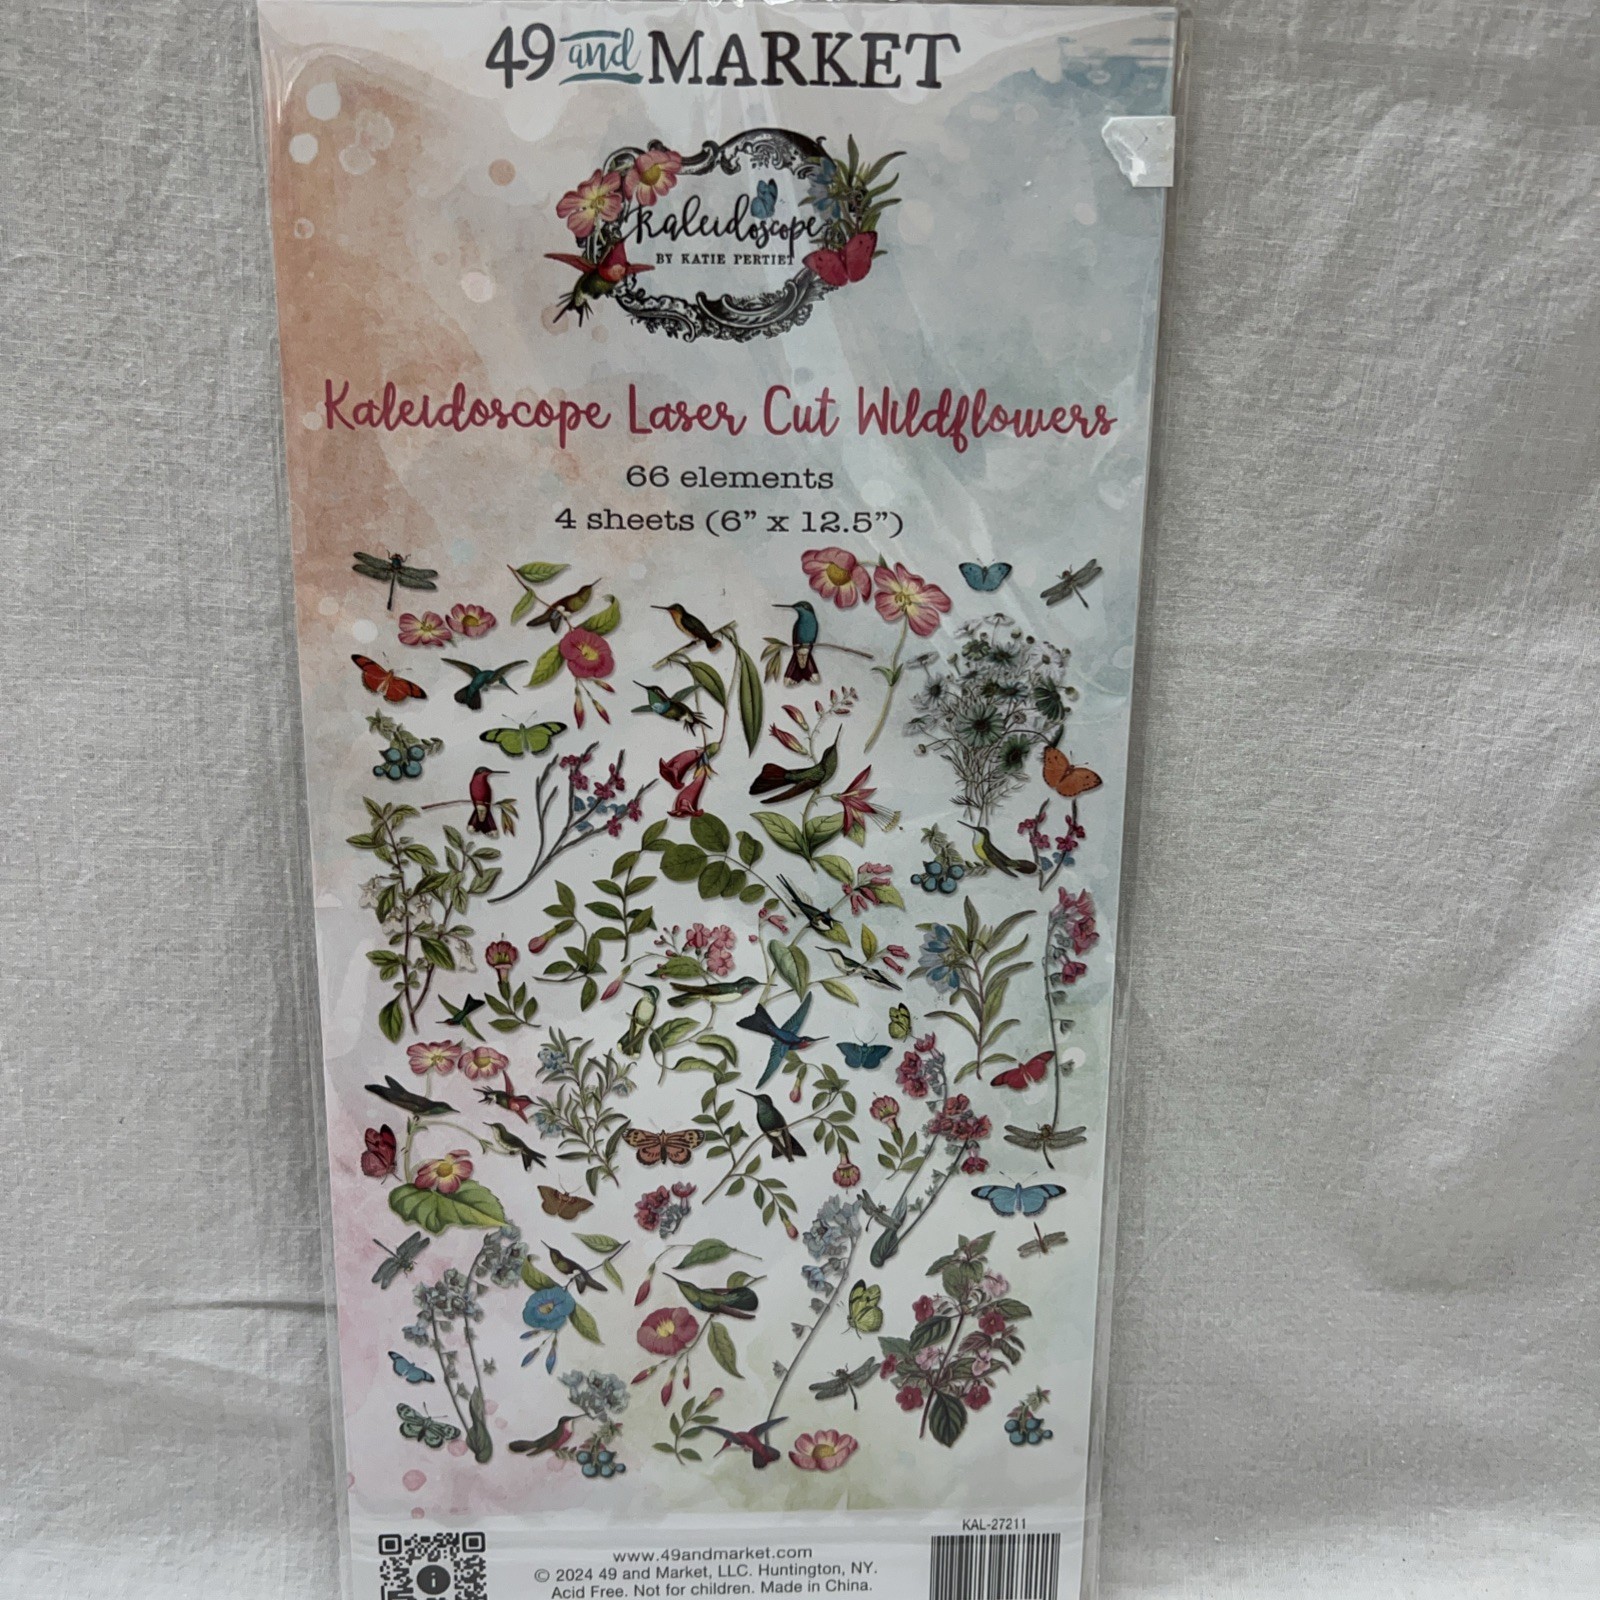 49 and MARKET
Kaleidoscope
BY KATIE PERTIET
Kaleidoscope Laser Cut Wildflowers
66 elements
4 sheets (6” x 12.5”)
KAL-27211
www.49andmarket.com
© 2024 49 and Market, LLC. Huntington, NY.
Acid Free. Not for children. Made in China.